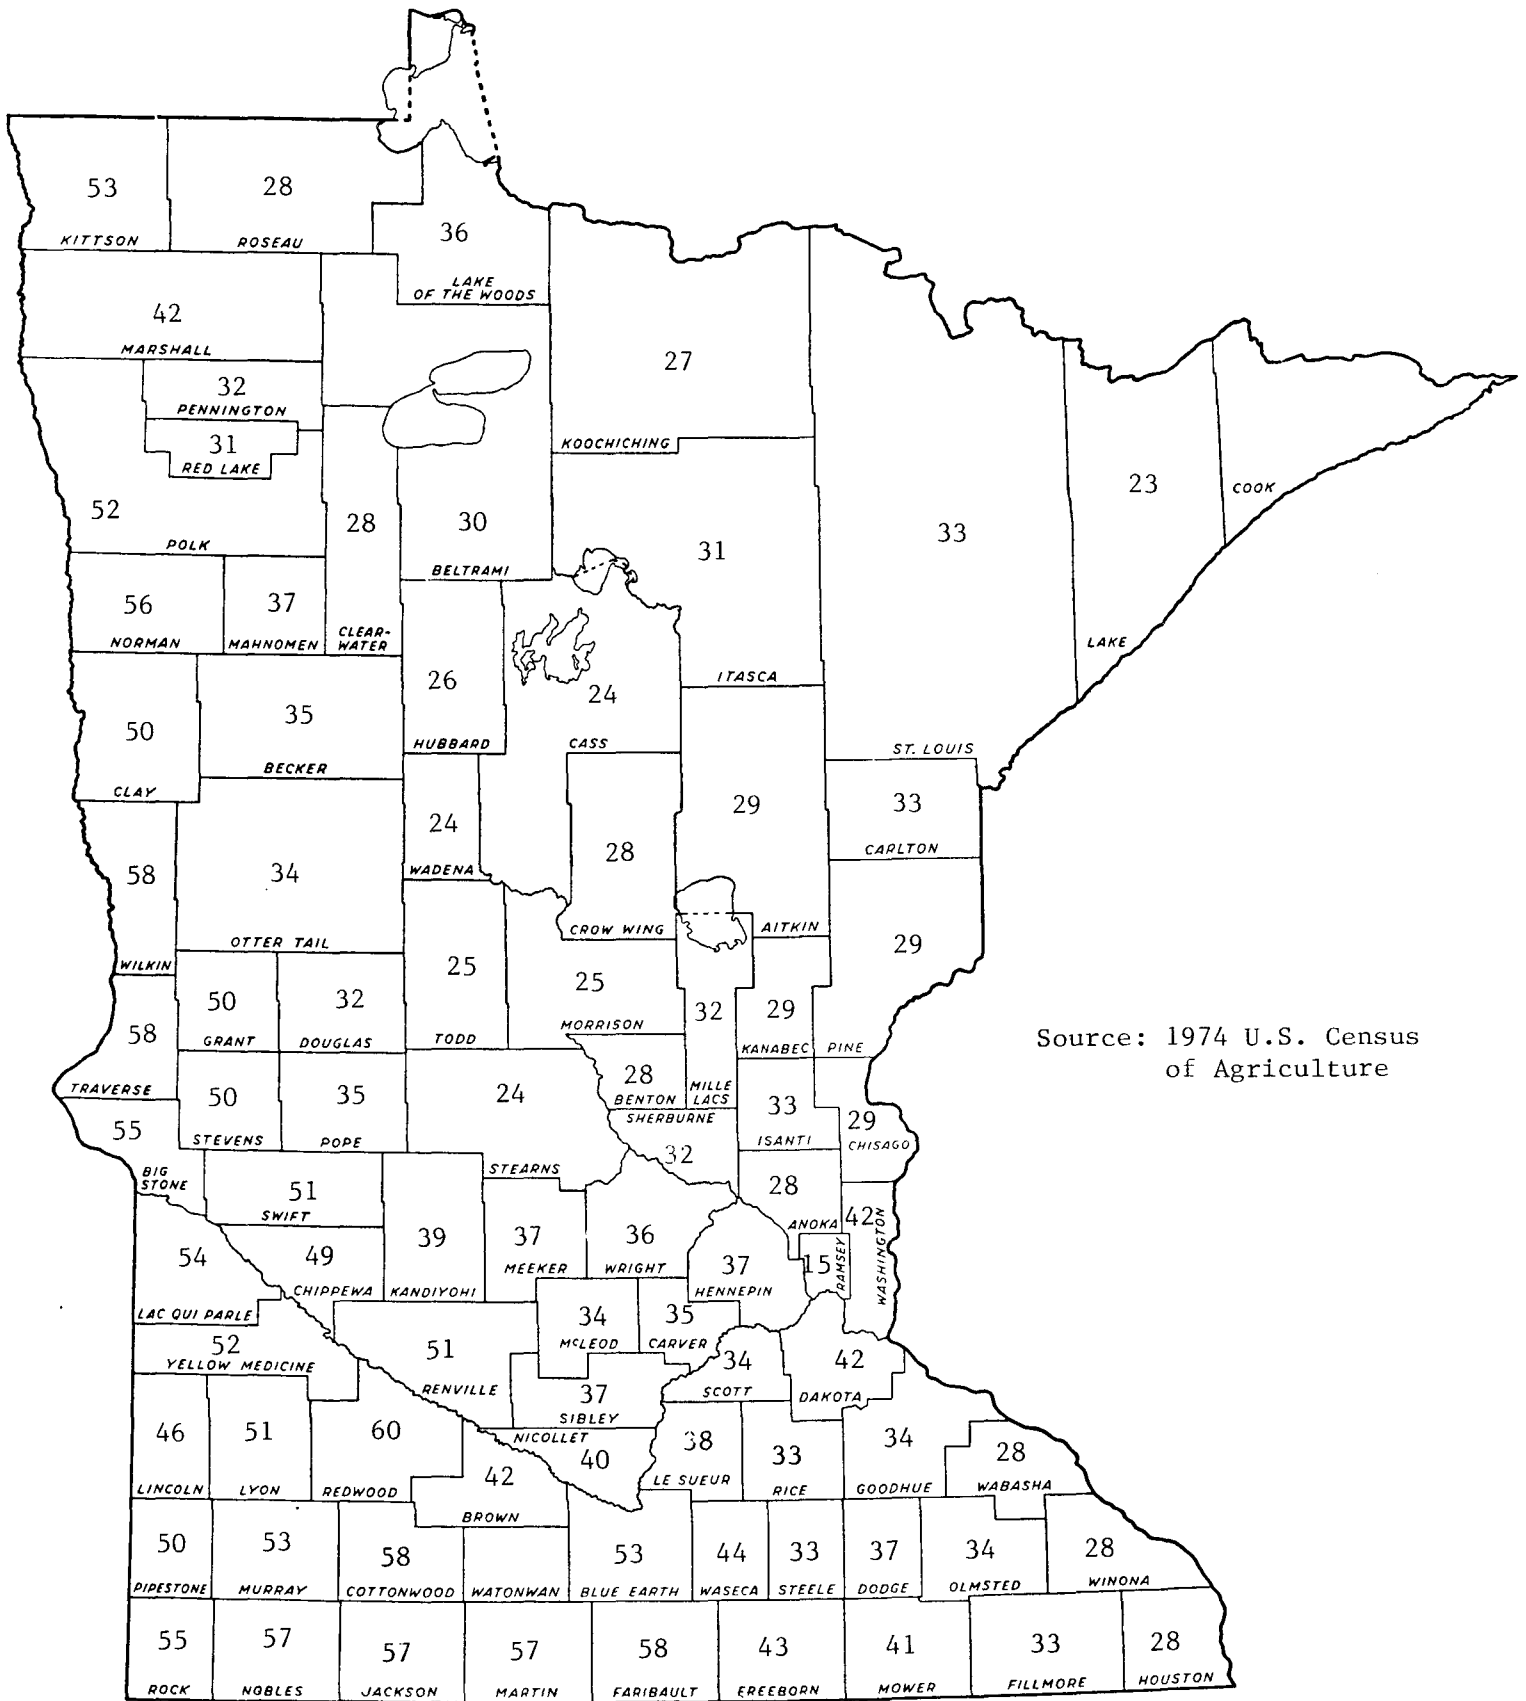 53
KITTSON
28
ROSEAU
36
LAKE
OF THE WOODS
42
MARSHALL
32
PENNINGTON
31
RED LAKE
52
POLK
28
CLEAR-
WATER
30
BELTRAMI
27
KOOCHICHING
31
ITASCA
33
ST. LOUIS
23
LAKE
COOK
56
NORMAN
37
MAHNOMEN
26
HUBBARD
24
CASS
50
CLAY
35
BECKER
58
WILKIN
34
OTTER TAIL
24
WADENA
28
CROW WING
29
AITKIN
33
CARLTON
29
PINE
50
GRANT
32
DOUGLAS
25
TODD
25
MORRISON
32
MILLE
LACS
29
KANABEC
Source: 1974 U.S. Census
of Agriculture
58
TRAVERSE
50
STEVENS
35
POPE
24
STEARNS
28
BENTON
SHERBURNE
32
33
ISANTI
29
CHISAGO
55
BIG
STONE
51
SWIFT
28
ANOKA
42
WASHINGTON
54
LAC QUI PARLE
49
CHIPPEWA
39
KANDIYOHI
37
MEEKER
36
WRIGHT
37
HENNEPIN
15
RAMSEY
52
YELLOW MEDICINE
51
RENVILLE
34
McLEOD
35
CARVER
34
SCOTT
42
DAKOTA
37
SIBLEY
46
LINCOLN
51
LYON
60
REDWOOD
42
BROWN
NICOLLET
40
38
LE SUEUR
33
RICE
34
GOODHUE
28
WABASHA
50
PIPESTONE
53
MURRAY
58
COTTONWOOD
WATONWAN
53
BLUE EARTH
44
WASECA
33
STEELE
37
DODGE
34
OLMSTED
28
WINONA
55
ROCK
57
NOBLES
57
JACKSON
57
MARTIN
58
FARIBAULT
43
FREEBORN
41
MOWER
33
FILLMORE
28
HOUSTON